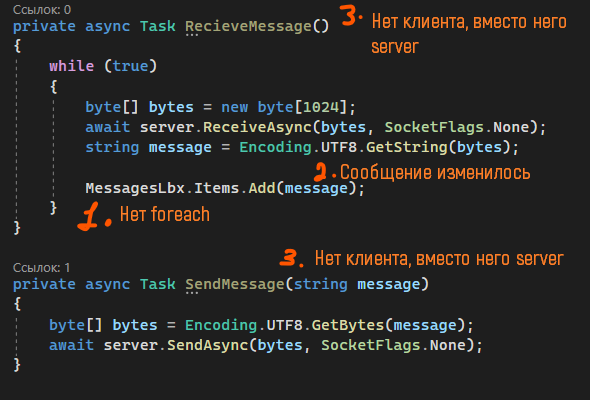 Ссылок: 0
private async Task RecieveMessage()
3. Нет клиента, вместо него
server
{
while (true)
{
byte[] bytes = new byte[1024];
await server.ReceiveAsync(bytes, SocketFlags.None);
string message = Encoding.UTF8.GetString(bytes);
2. Сообщение изменилось
MessagesLbx.Items.Add(message);
}
1. Нет foreach
}
3. Нет клиента, вместо него server
Ссылок: 1
private async Task SendMessage(string message)
{
byte[] bytes = Encoding.UTF8.GetBytes(message);
await server.SendAsync(bytes, SocketFlags.None);
}